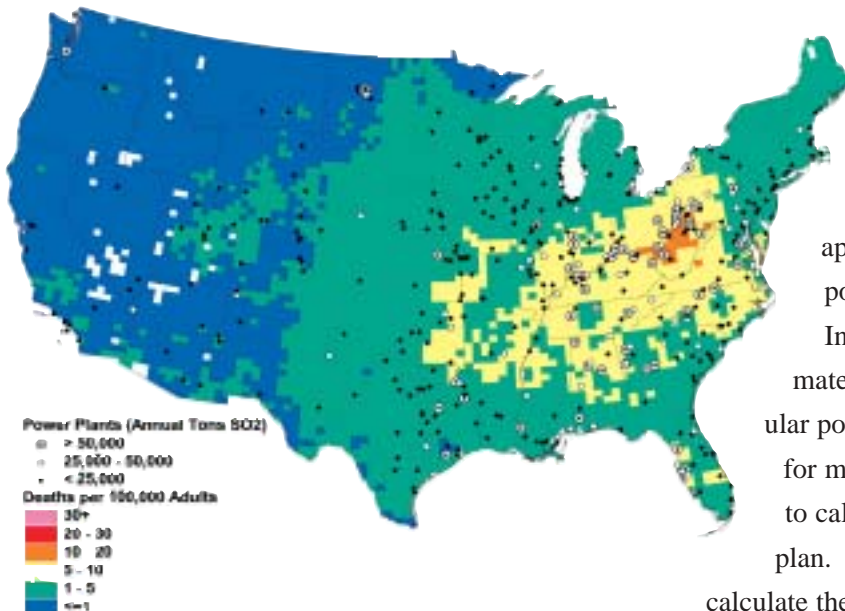 ap
po
In
mate
ular po
for m
to cal
plan.
calculate the
Power Plants (Annual Tons SO2)
> 50,000
25,000 - 50,000
< 25,000
Deaths per 100,000 Adults
30+
20 - 30
10 20
5 - 10
1 - 5
<=1